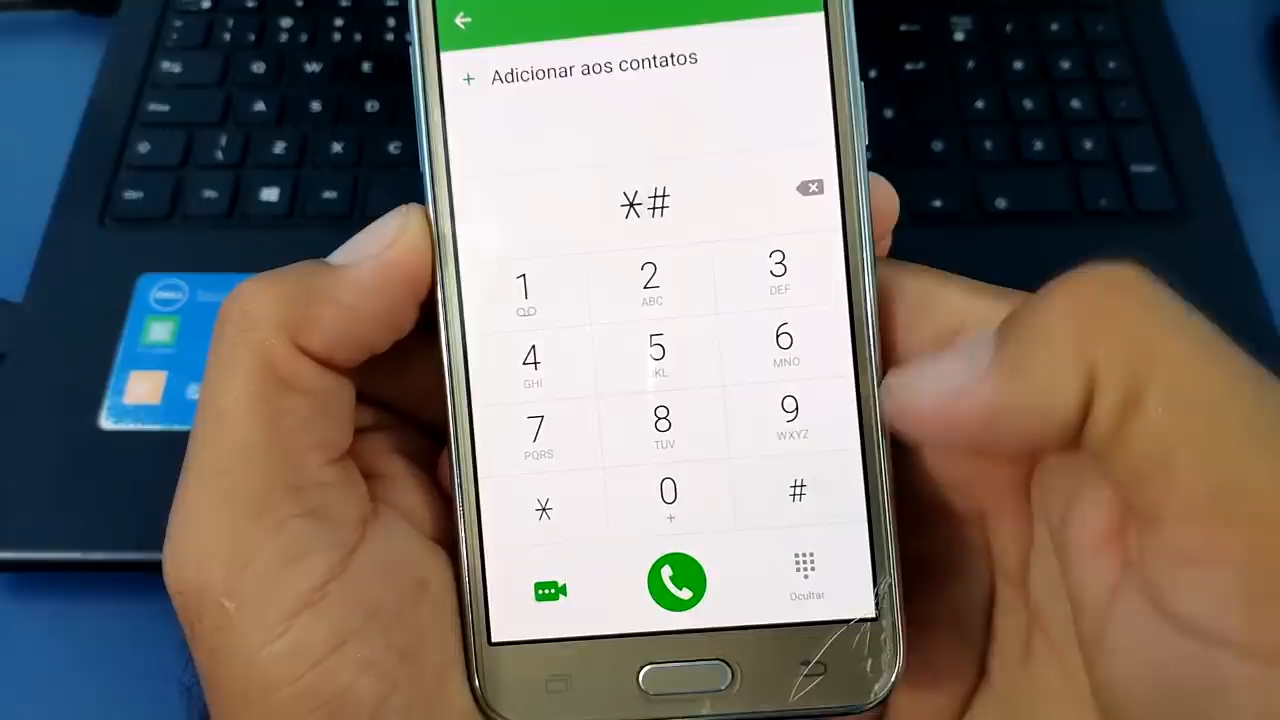 Adicionar aos contatos
*#
1
2
ABC
3
DEF
4
GHI
5
JKL
6
MNO
7
PQRS
8
TUV
9
WXYZ
*
0
+
#
Ocultar
DELL
Q
W
E
A
S
D
Z
X
C